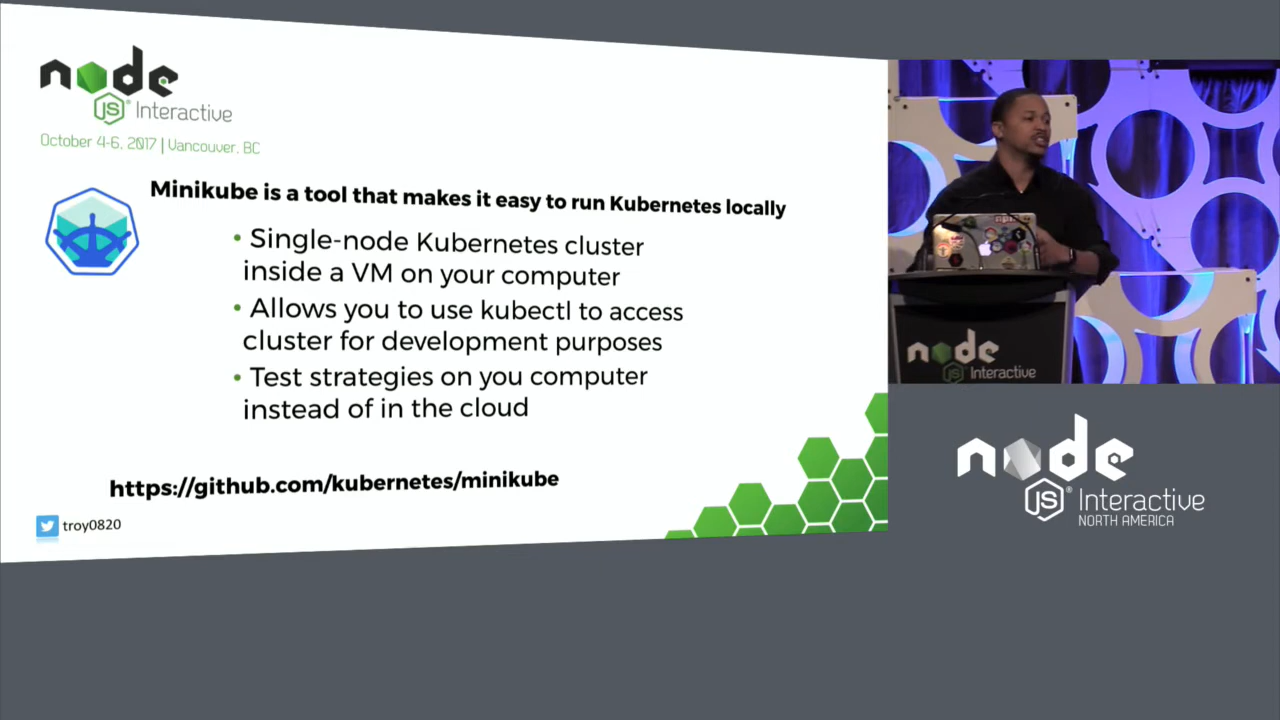 node
JS Interactive
October 4-6, 2017 | Vancouver, BC
Minikube is a tool that makes it easy to run Kubernetes locally
• Single-node Kubernetes cluster
inside a VM on your computer
• Allows you to use kubectl to access
cluster for development purposes
• Test strategies on you computer
instead of in the cloud
https://github.com/kubernetes/minikube
troy0820
node
JS Interactive
node
JS Interactive
NORTH AMERICA